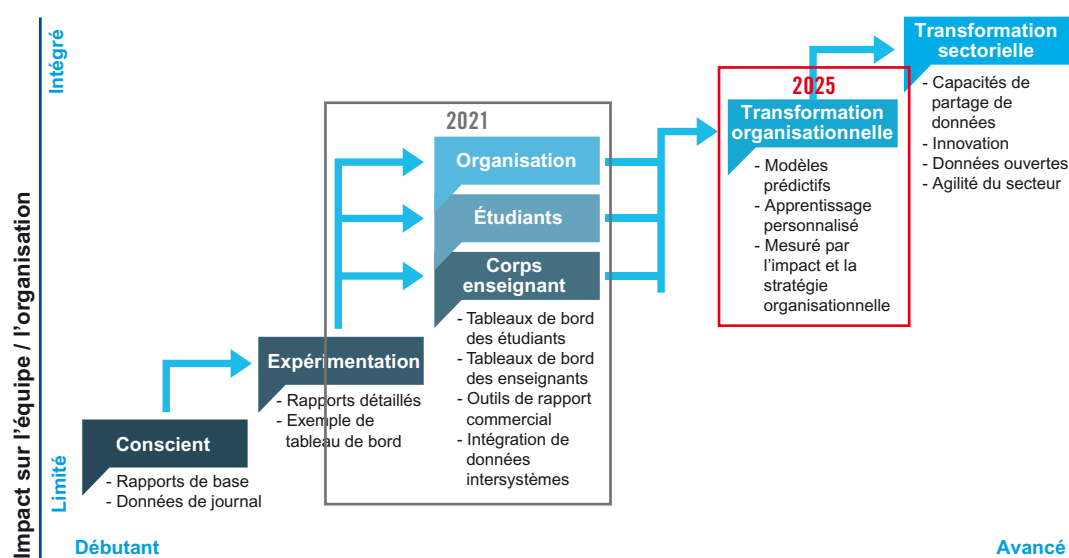 Impact sur l’équipe / l’organisation
Intégré
Limité
Débutant
Avancé
Conscient
- Rapports de base
- Données de journal
Expérimentation
- Rapports détaillés
- Exemple de
tableau de bord
2021
Organisation
Étudiants
Corps
enseignant
- Tableaux de bord
des étudiants
- Tableaux de bord
des enseignants
- Outils de rapport
commercial
- Intégration de
données
intersystèmes
2025
Transformation
organisationnelle
- Modèles
prédictifs
- Apprentissage
personnalisé
- Mesuré par
l’impact et la
stratégie
organisationnelle
Transformation
sectorielle
- Capacités de
partage de
données
- Innovation
- Données ouvertes
- Agilité du secteur